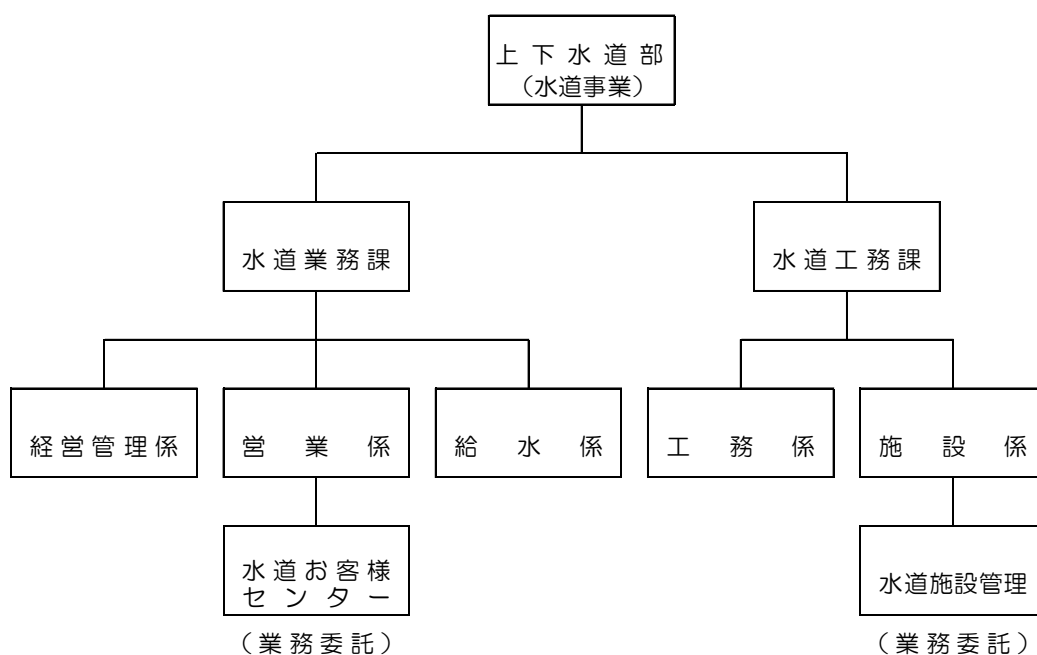 上下水道部
（水道事業）
水道業務課
水道工務課
経営管理係
営業係
給水係
工務係
施設係
水道お客様
センター
水道施設管理
（業務委託）
（業務委託）